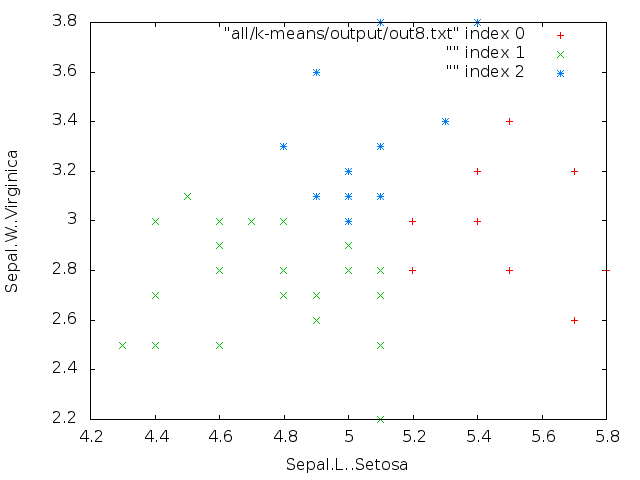 3.8
"all/k-means/output/out8.txt" index 0
"" index 1
3.6
"" index 2
3.4
3.2
3
2.8
2.6
2.4
2.2
Sepal.W..Virginica
4.2 4.4 4.6 4.8 5 5.2 5.4 5.6 5.8
Sepal.L..Setosa